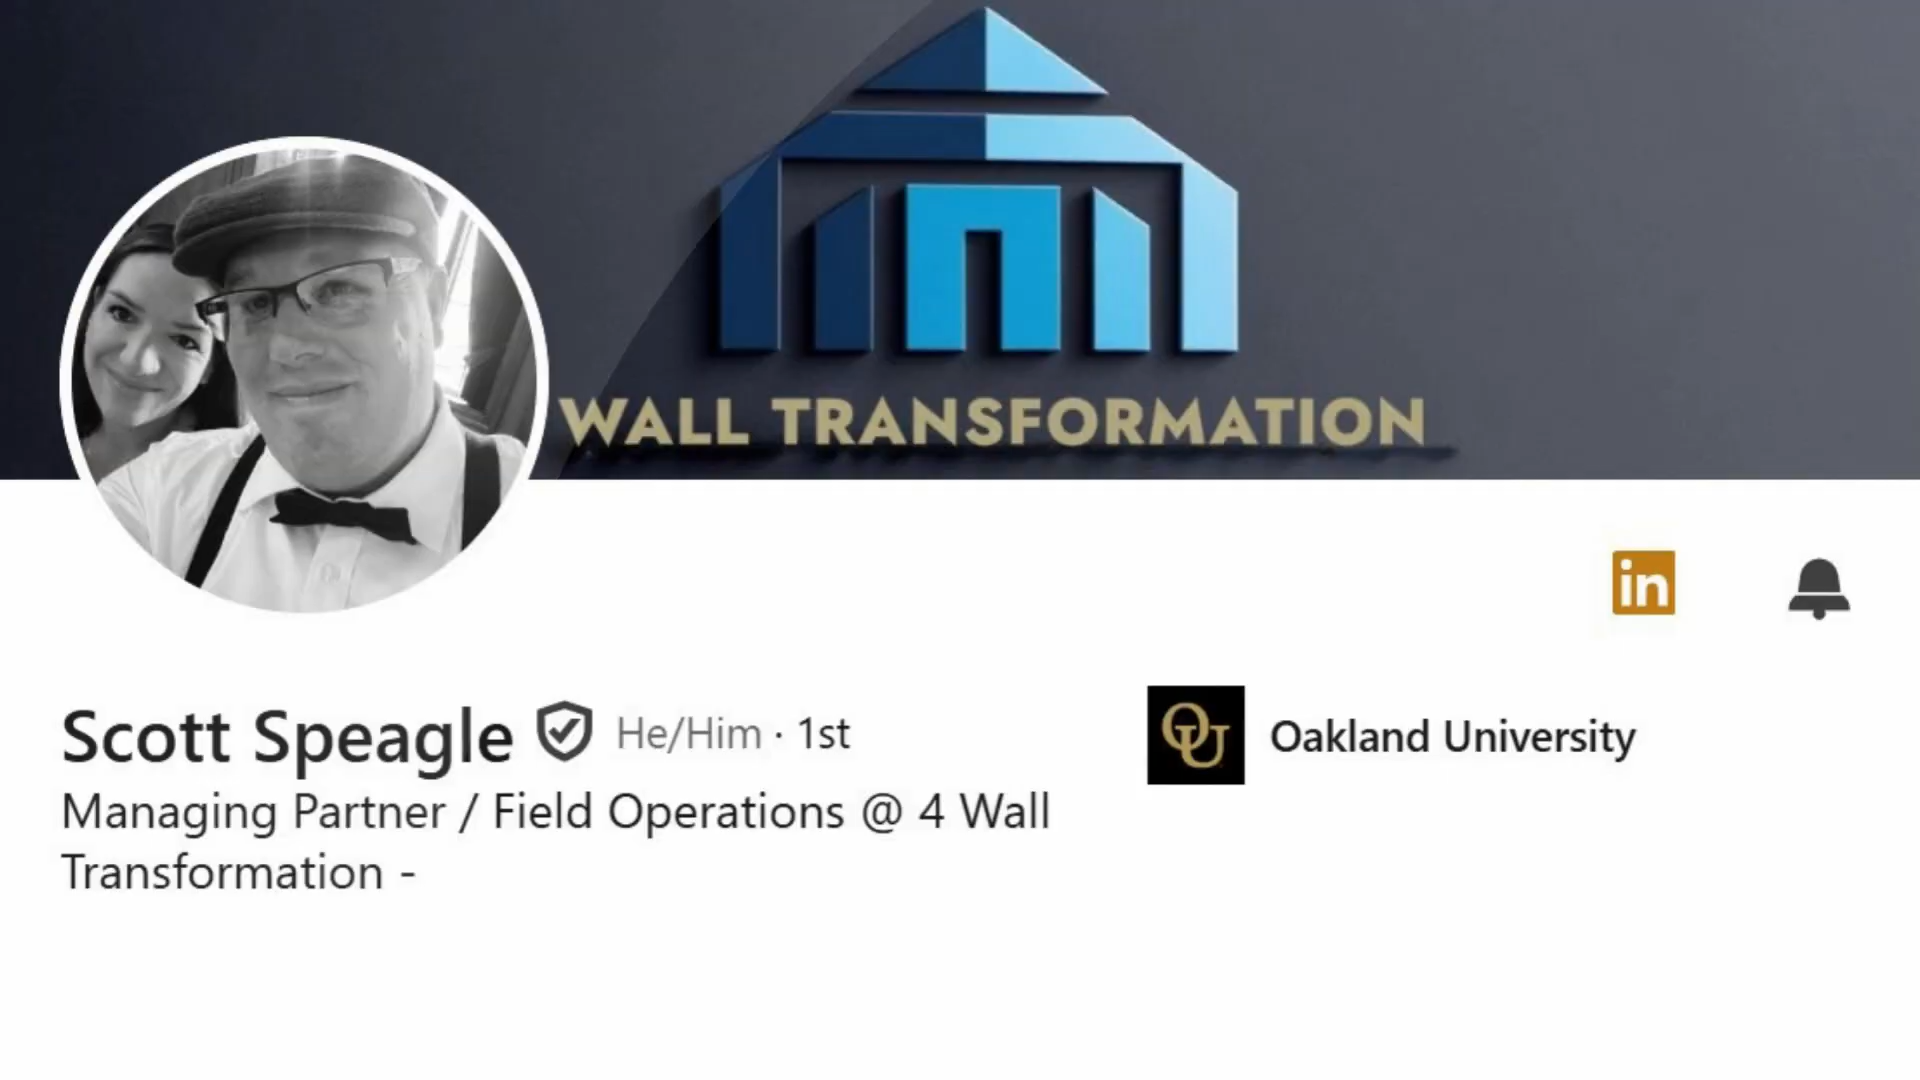 WALL TRANSFORMATION
in
Scott Speagle He/Him · 1st
Managing Partner / Field Operations @ 4 Wall
Transformation -
OU
Oakland University